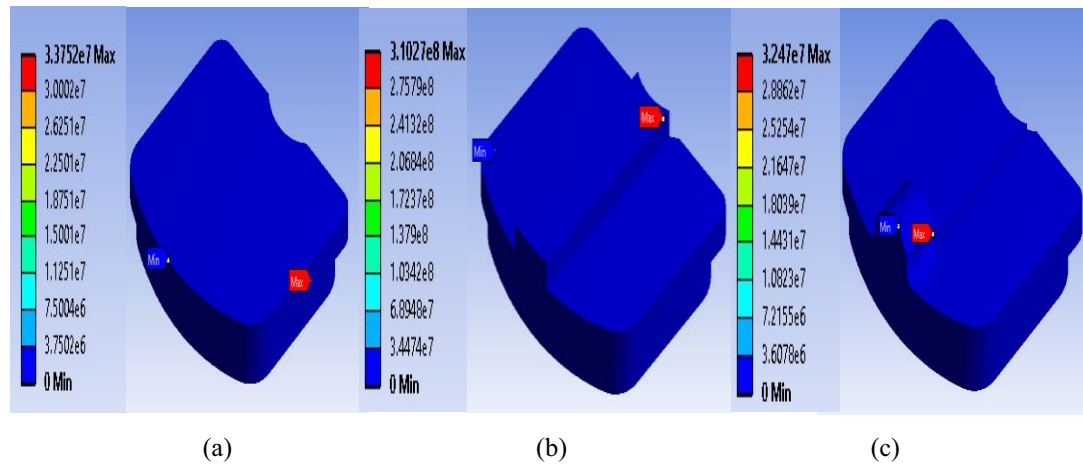 3.3752e7 Max
3.0002e7
2.6251e7
2.2501e7
1.8751e7
1.5001e7
1.1251e7
7.5004e6
3.7502e6
0 Min
Min
Max
(a)
3.1027e8 Max
2.7579e8
2.4132e8
2.0684e8
1.7237e8
1.379e8
1.0342e8
6.8948e7
3.4474e7
0 Min
Min
Max
(b)
3.247e7 Max
2.8862e7
2.5254e7
2.1647e7
1.8039e7
1.4431e7
1.0823e7
7.2155e6
3.6078e6
0 Min
Min
Max
(c)